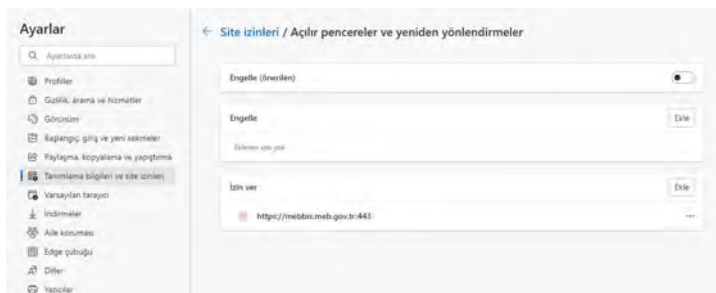 Ayarlar
Ayarlarda ara
Profiller
Gizlilik, arama ve hizmetler
Görünüm
Başlangıç, giriş ve yeni sekmeler
Paylaşma, kopyalama ve yapıştırma
Tanımlama bilgileri ve site izinleri
Varsayılan tarayıcı
İndirmeler
Aile koruması
Edge çubuğu
Diller
Yazıcılar
Site izinleri / Açılır pencereler ve yeniden yönlendirmeler
Engelle (önerilen)
Engelle
Ekle
Eklenen site yok
İzin ver
Ekle
https://mebbis.meb.gov.tr:443